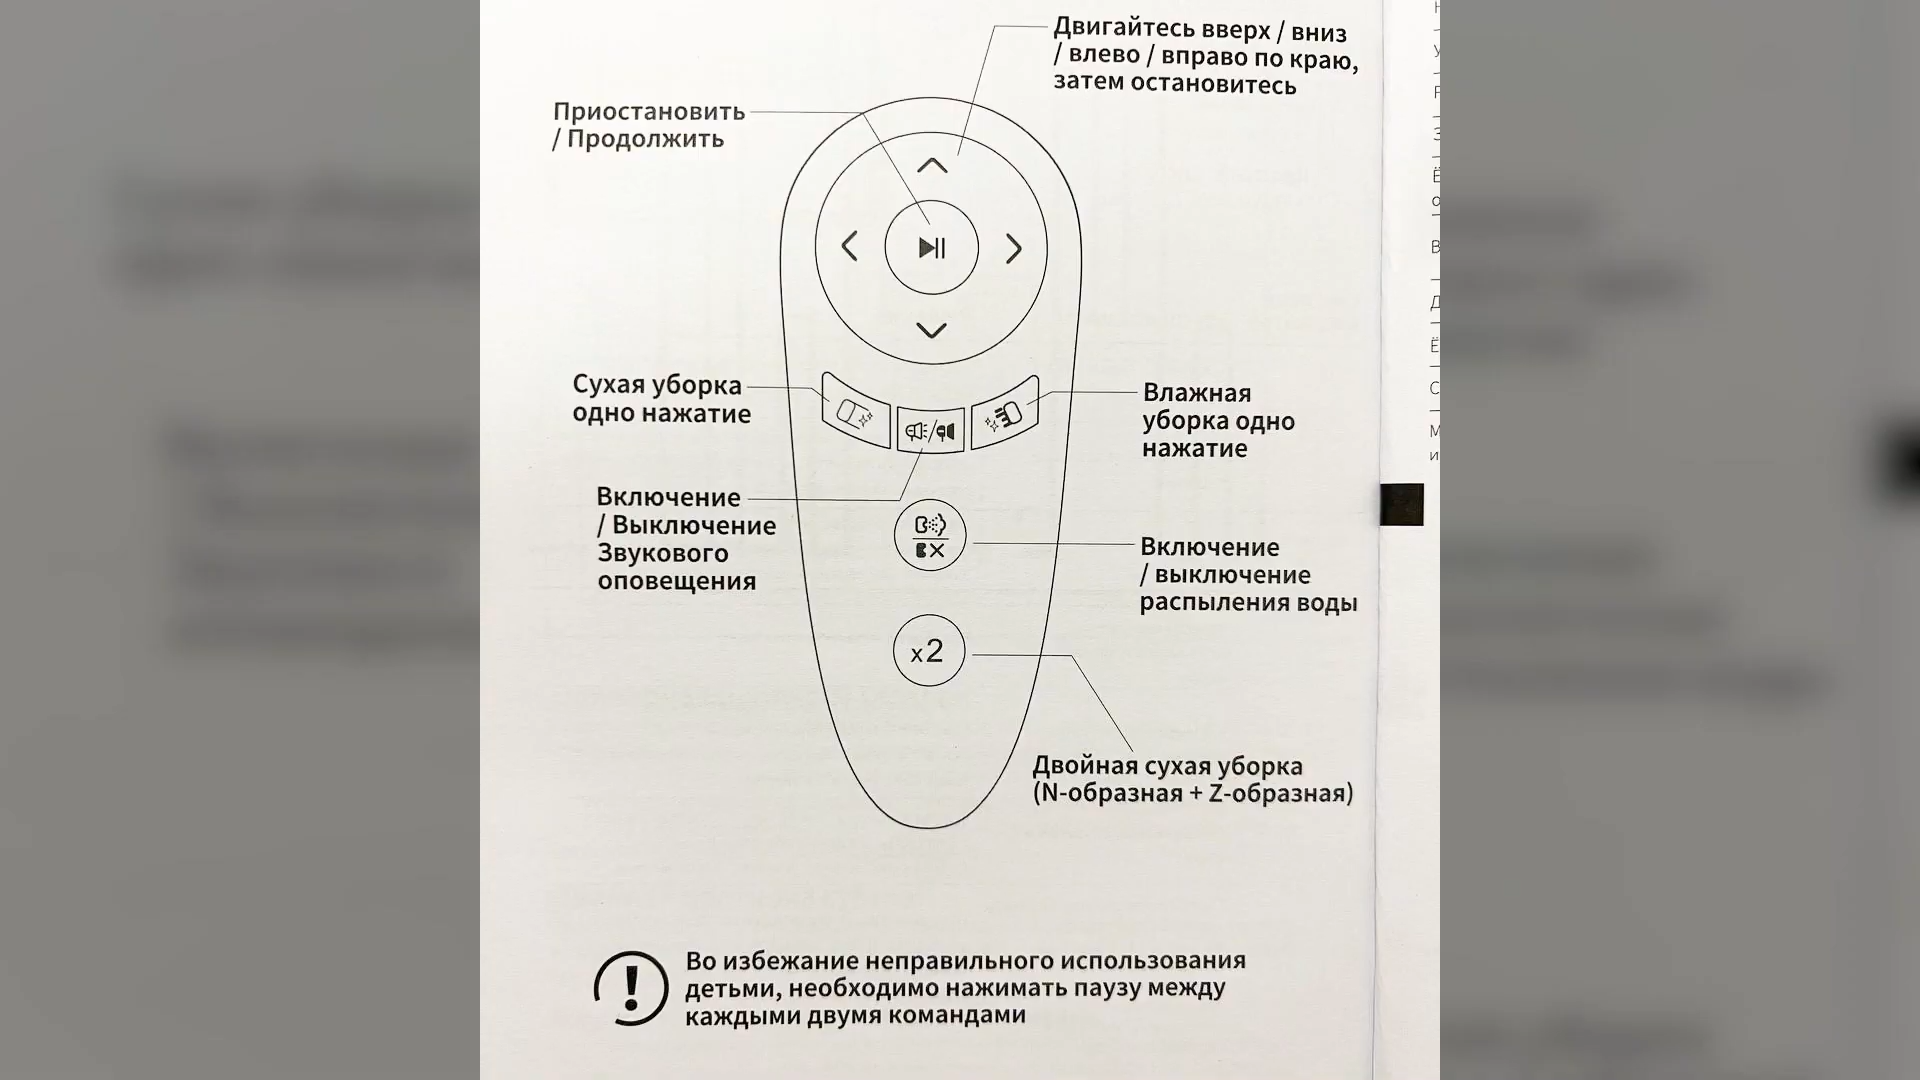 Двигайтесь вверх / вниз
/ влево / вправо по краю,
затем остановитесь
Приостановить
/ Продолжить
Сухая уборка
одно нажатие
Влажная
уборка одно
нажатие
Включение
/ Выключение
Звукового
оповещения
Включение
/ выключение
распыления воды
x2
Двойная сухая уборка
(N-образная + Z-образная)
Во избежание неправильного использования
детьми, необходимо нажимать паузу между
каждыми двумя командами